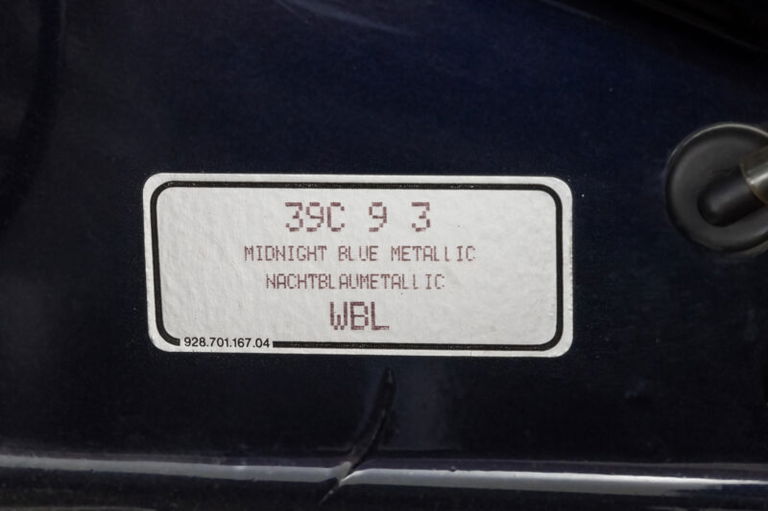 39C 9 3
MIDNIGHT BLUE METALLIC
NACHTBLAUMETALLIC
WBL
928.701.167.04